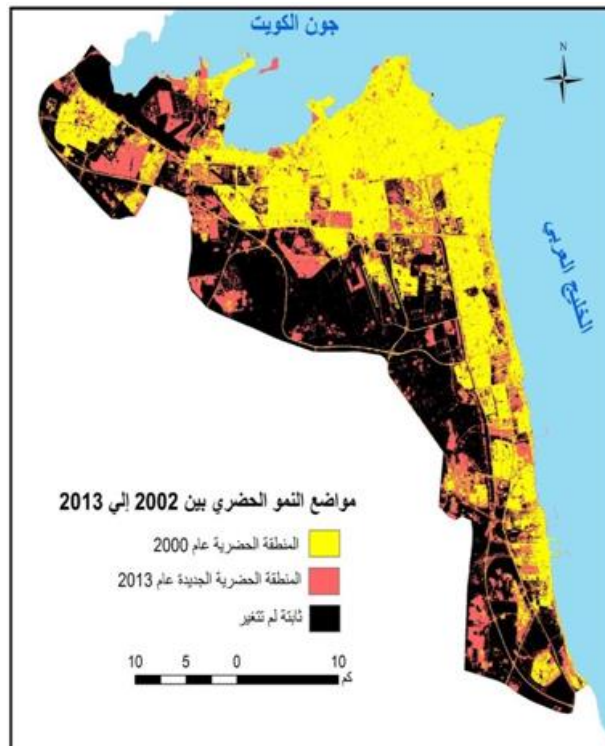 جون الكويت
N
الخليج العربي
مواضع النمو الحضري بين 2002 إلي 2013
المنطقة الحضرية عام 2000
المنطقة الحضرية الجديدة عام 2013
ثابتة لم تتغير
10 5 0 10
كم